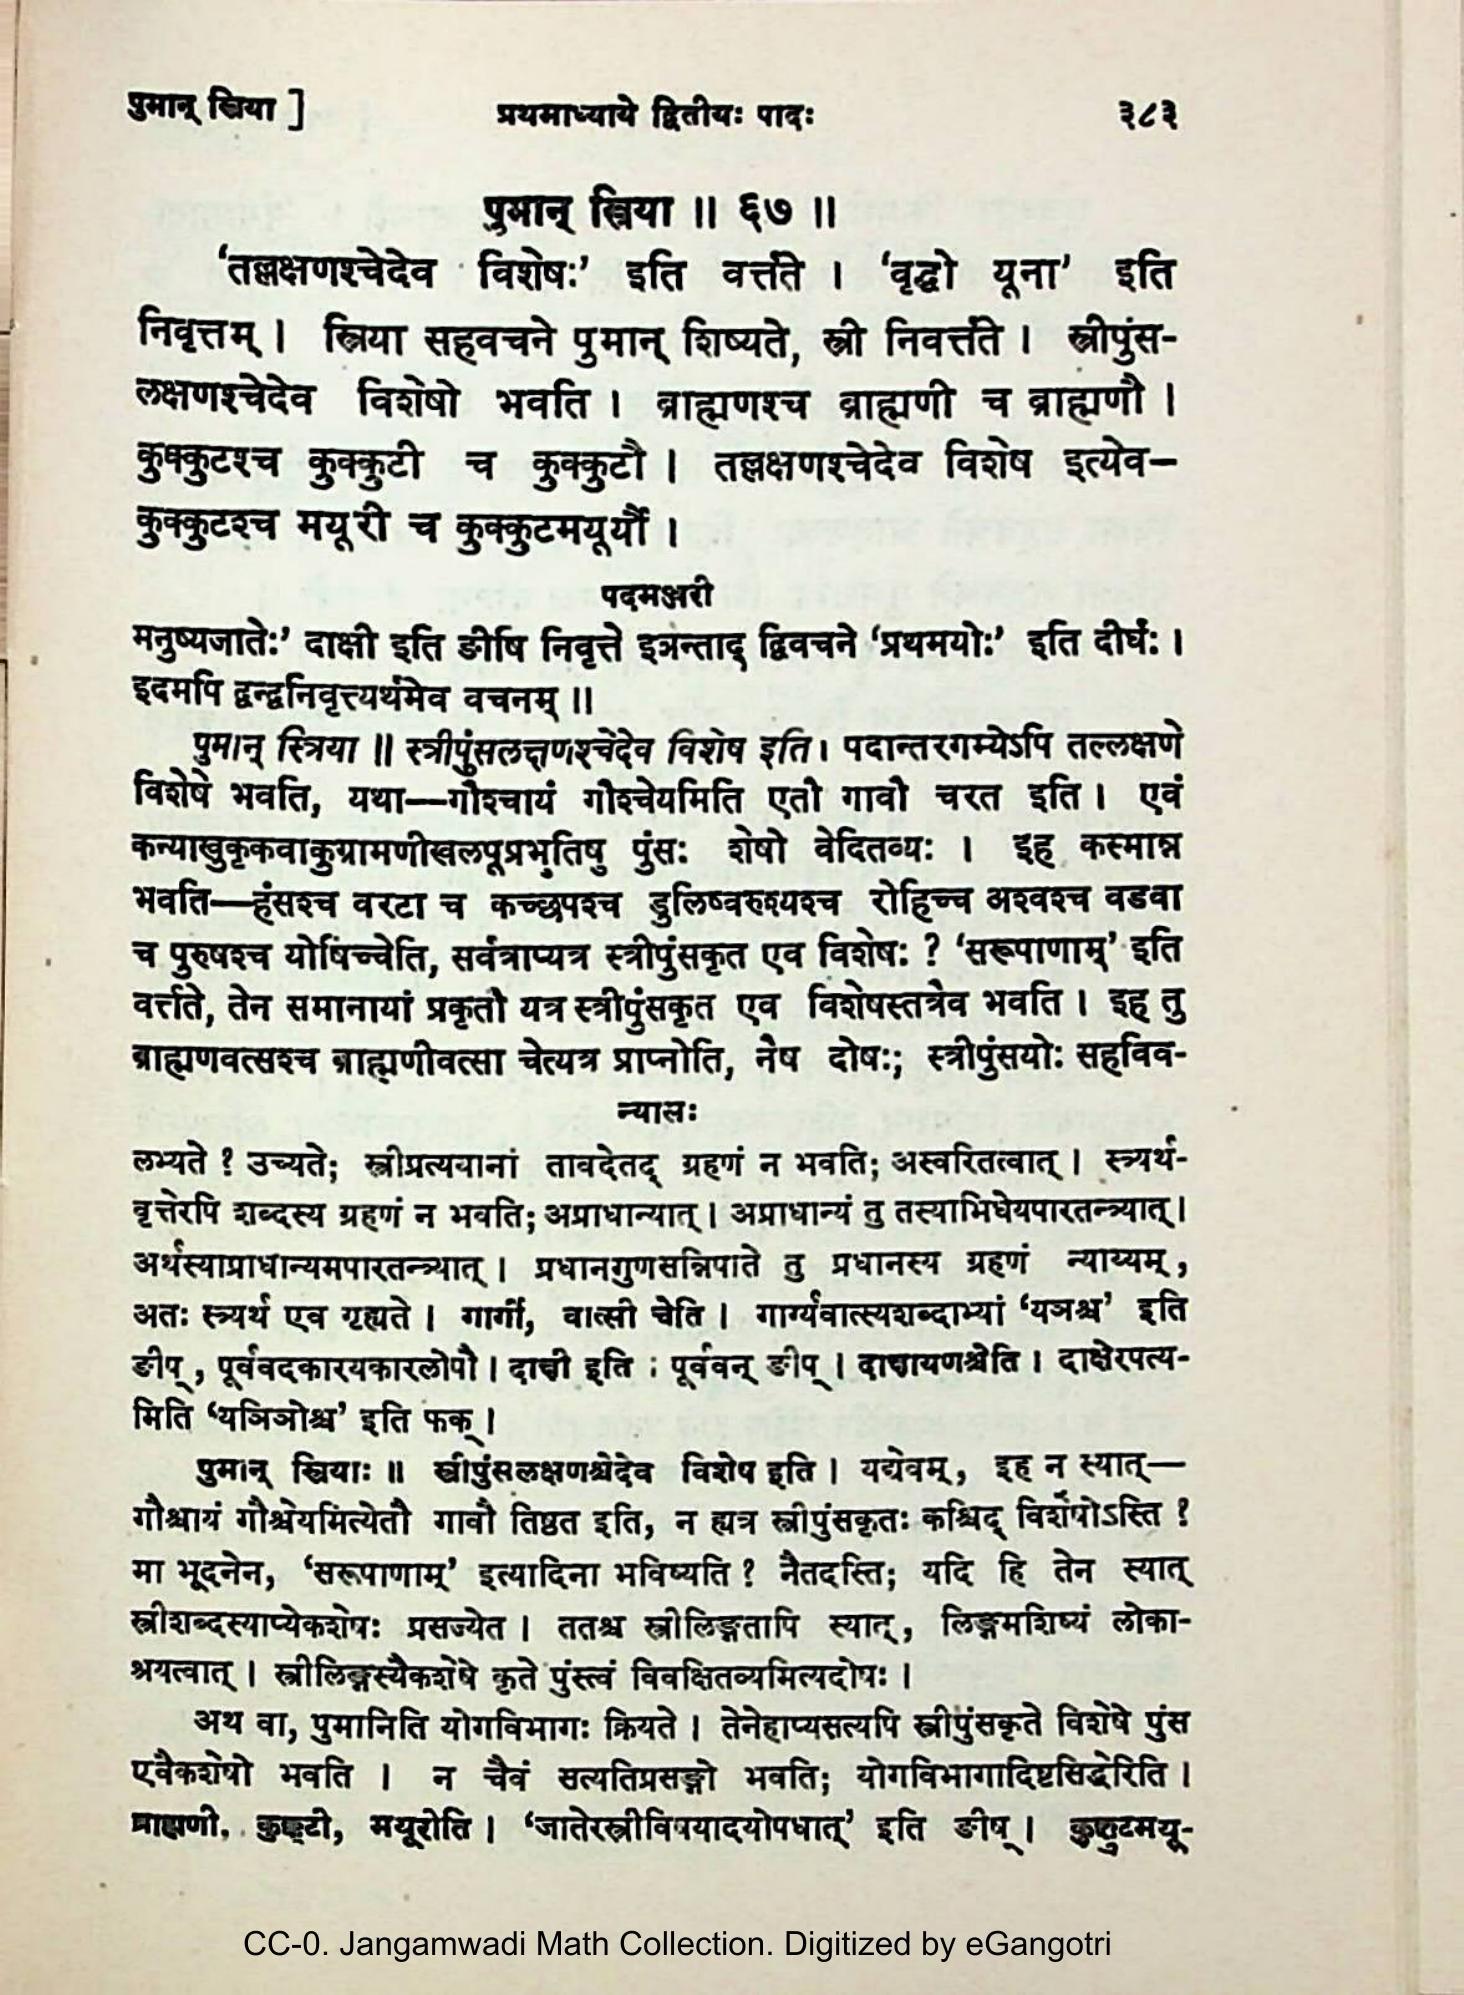 पुमान् स्त्रिया ]
प्रथमाध्याये द्वितीयः पादः
३८३
पुमान् स्त्रिया ॥ ६७ ॥
‘तल्लक्षणश्चेदेव विशेषः’ इति वर्त्तते । ‘वृद्धो यूना’ इति
निवृत्तम् । स्त्रिया सहवचने पुमान् शिष्यते, स्त्री निवर्त्तते । स्त्रीपुंस-
लक्षणश्चेदेव विशेषो भवति । ब्राह्मणश्च ब्राह्मणी च ब्राह्मणौ ।
कुक्कुटश्च कुक्कुटी च कुक्कुटौ । तल्लक्षणश्चेदेव विशेष इत्येव—
कुक्कुटश्च मयूरी च कुक्कुटमयूर्यौ ।
पदमञ्जरी
मनुष्यजातेः’ दाक्षी इति ङीषि निवृत्ते इञन्ताद् द्विवचने ‘प्रथमयोः’ इति दीर्घः ।
इदमपि द्वन्द्वनिवृत्त्यर्थमेव वचनम् ॥
पुमान् स्त्रिया ॥ स्त्रीपुंसलक्षणश्चेदेव विशेष इति । पदान्तरगम्येऽपि तल्लक्षणे
विशेषे भवति, यथा—गौश्चायं गौश्चेयमिति एतौ गावौ चरत इति । एवं
कन्याखुकृकवाकुग्रामणीखलपूप्रभृतिषु पुंसः शेषो वेदितव्यः । इह कस्मान्न
भवति—हंसश्च वरटा च कच्छपश्च डुलिष्वरुश्यश्च रोहिच्च अश्वश्च वडवा
च पुरुषश्च योषिच्चेति, सर्वत्राप्यत्र स्त्रीपुंसकृत एव विशेषः ? ‘सरूपाणाम्’ इति
वर्त्तते, तेन समानायां प्रकृतौ यत्र स्त्रीपुंसकृत एव विशेषस्तत्रैव भवति । इह तु
ब्राह्मणवत्सश्च ब्राह्मणीवत्सा चेत्यत्र प्राप्नोति, नैष दोषः; स्त्रीपुंसयोः सहविव-
न्यासः
लभ्यते ? उच्यते; स्त्रीप्रत्ययानां तावदेतद् ग्रहणं न भवति; अस्वरितत्वात् । स्त्र्यर्थ-
वृत्तेरपि शब्दस्य ग्रहणं न भवति; अप्राधान्यात् । अप्राधान्यं तु तस्याभिधेयपारतन्त्र्यात् ।
अर्थस्याप्राधान्यमपारतन्त्र्यात् । प्रधानगुणसन्निपाते तु प्रधानस्य ग्रहणं न्याय्यम् ,
अतः स्त्र्यर्थ एव गृह्यते । गार्गी, वात्सी चेति । गार्ग्यवात्स्यशब्दाभ्यां ‘यञश्च’ इति
ङीप् , पूर्ववदकारयकारलोपौ । दाक्षी इति । पूर्ववन् ङीप् । दाक्षायणश्चेति । दाक्षेरपत्य-
मिति ‘यञिञोश्च’ इति फक् ।
पुमान् स्त्रियाः ॥ स्त्रीपुंसलक्षणश्चेदेव विशेष इति । यद्येवम् , इह न स्यात्—
गौश्चायं गौश्चेयमित्येतौ गावौ तिष्ठत इति, न ह्यत्र स्त्रीपुंसकृतः कश्चिद् विशेषोऽस्ति ?
मा भूदनेन, ‘सरूपाणाम्’ इत्यादिना भविष्यति ? नैतदस्ति; यदि हि तेन स्यात्
स्त्रीशब्दस्याप्येकशेषः प्रसज्येत । ततश्च स्त्रीलिङ्गतापि स्यात् , लिङ्गमशिष्यं लोका-
श्रयत्वात् । स्त्रीलिङ्गस्यैकशेषे कृते पुंस्त्वं विवक्षितव्यमित्यदोषः ।
अथ वा, पुमानिति योगविभागः क्रियते । तेनेहाप्यसत्यपि स्त्रीपुंसकृते विशेषे पुंस
एवैकशेषो भवति । न चैवं सत्यतिप्रसङ्गो भवति; योगविभागादिष्टसिद्धेरिति ।
ब्राह्मणी, कुक्कुटी, मयूरीति । ‘जातेरस्त्रीविषयादयोपधात्’ इति ङीष् । कुक्कुटमयू-
CC-0. Jangamwadi Math Collection. Digitized by eGangotri